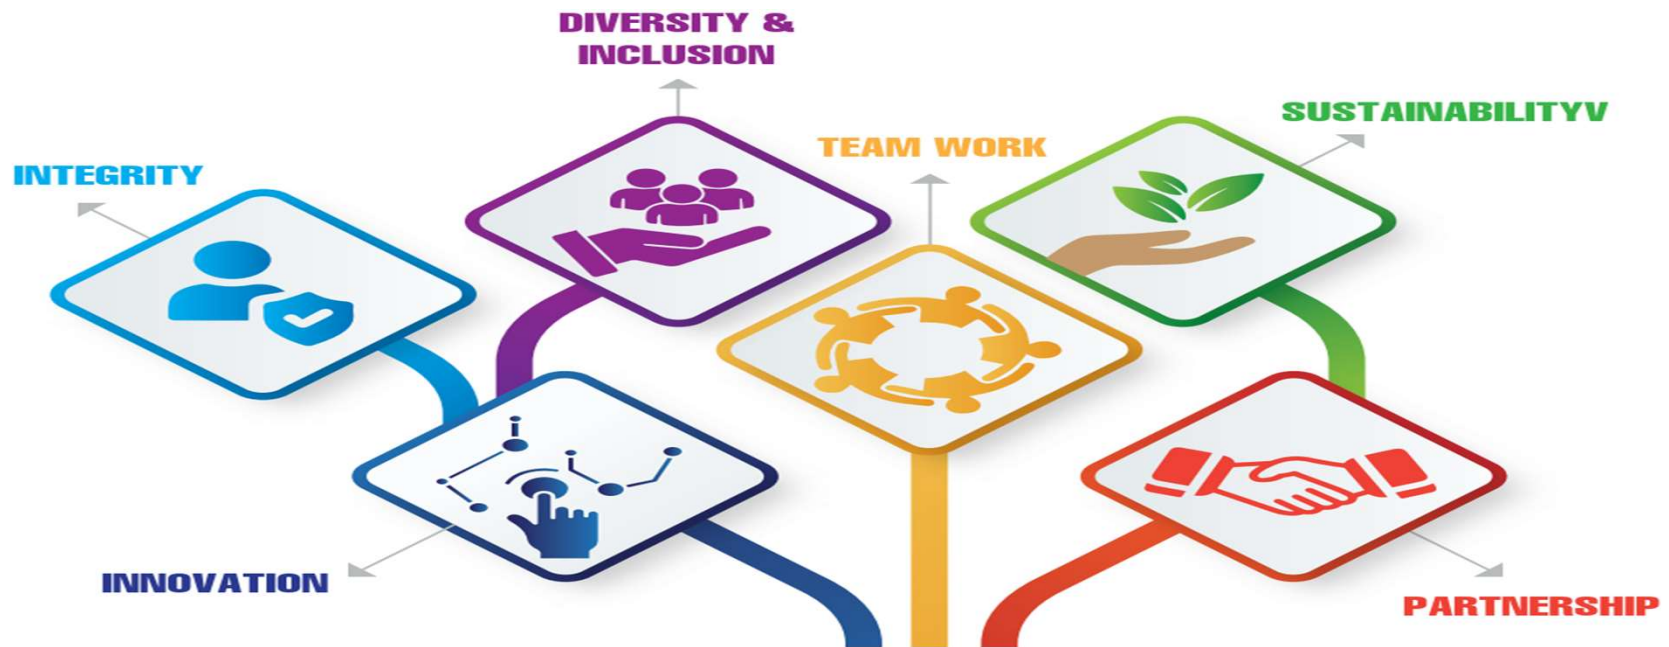 DIVERSITY &
INCLUSION
SUSTAINABILITYV
TEAM WORK
INTEGRITY
INNOVATION
PARTNERSHIP